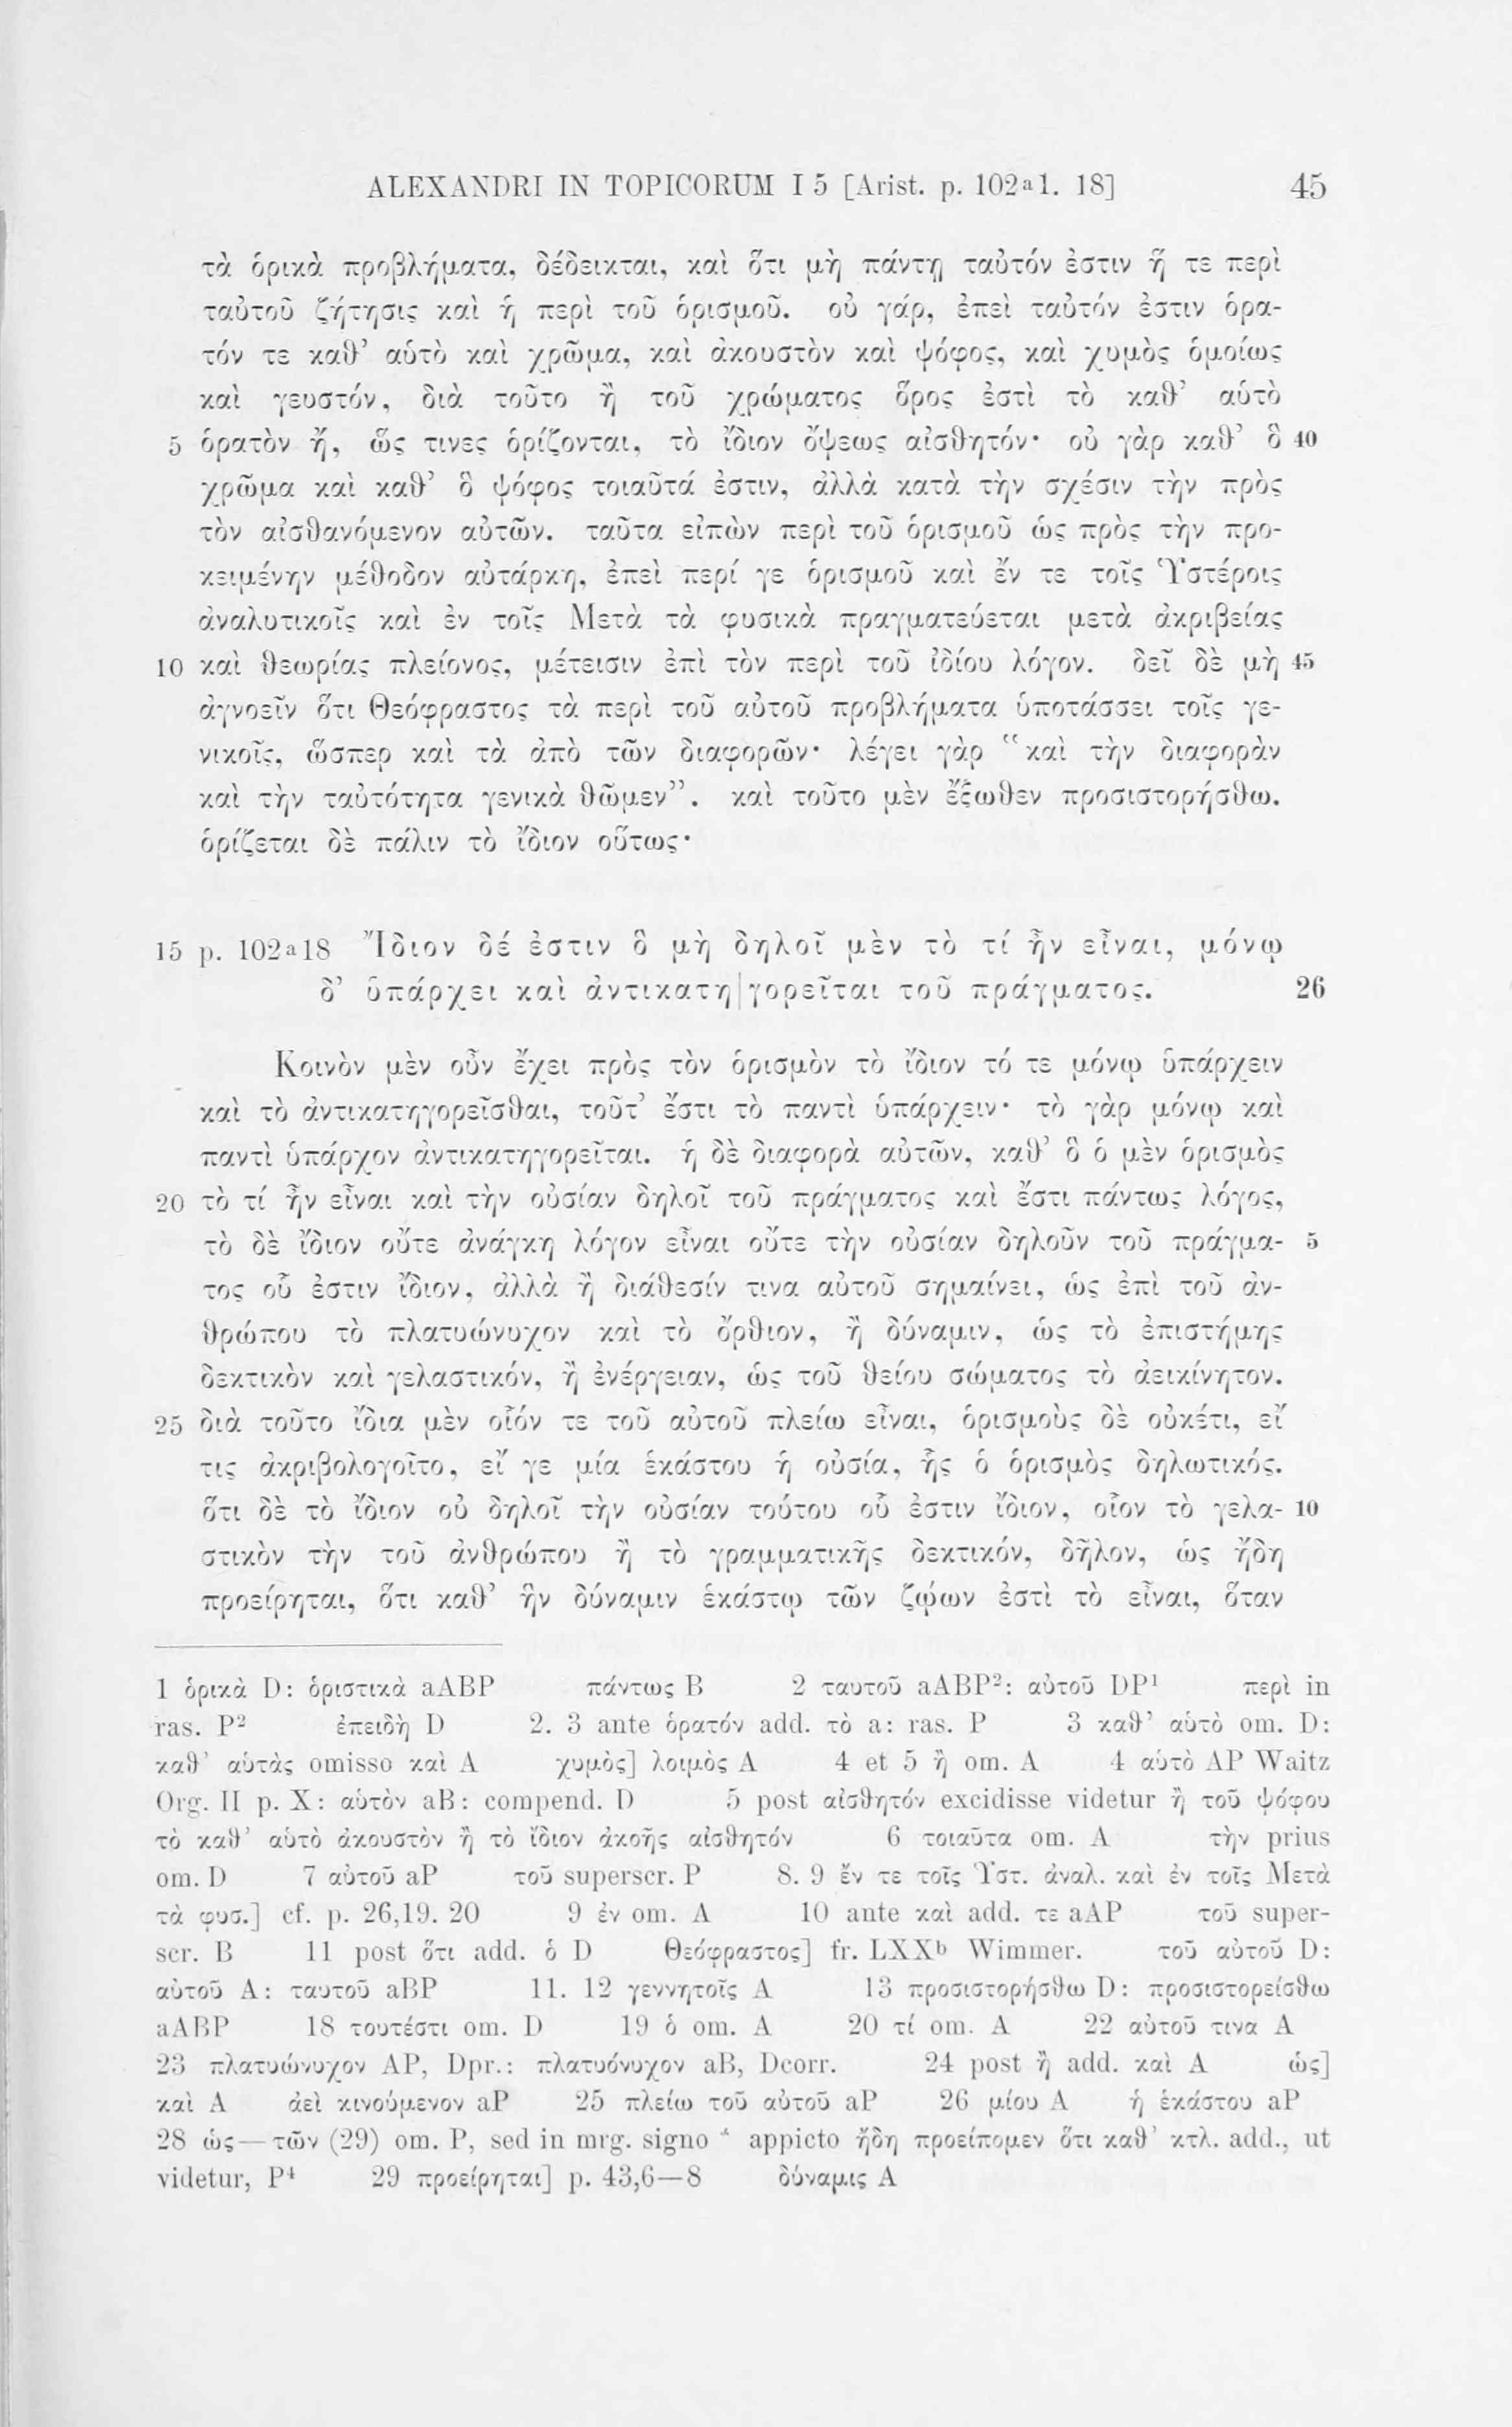 ALEXANDRI IN TOPICORUM I 5 [Arist. p. 102a1. 18] 45
τὰ ὁρικὰ προβλήματα, δέδεικται, καὶ ὅτι μὴ πάντῃ ταὐτόν ἐστιν ἥ τε περὶ
ταὐτοῦ ζήτησις καὶ ἡ περὶ τοῦ ὁρισμοῦ. οὐ γάρ, ἐπεὶ ταὐτόν ἐστιν ὁρα-
τόν τε καθ’ αὑτὸ καὶ χρῶμα, καὶ ἀκουστὸν καὶ ψόφος, καὶ χυμὸς ὁμοίως
καὶ γευστόν, διὰ τοῦτο ἢ τοῦ χρώματος ὅρος ἐστὶ τὸ καθ’ αὑτὸ
5 ὁρατὸν ἤ, ὥς τινες ὁρίζονται, τὸ ἴδιον ὄψεως αἰσθητόν· οὐ γὰρ καθ’ ὃ 40
χρῶμα καὶ καθ’ ὃ ψόφος τοιαῦτά ἐστιν, ἀλλὰ κατὰ τὴν σχέσιν τὴν πρὸς
τὸν αἰσθανόμενον αὐτῶν. ταῦτα εἰπὼν περὶ τοῦ ὁρισμοῦ ὡς πρὸς τὴν προ-
κειμένην μέθοδον αὐτάρκη, ἐπεὶ περί γε ὁρισμοῦ καὶ ἔν τε τοῖς Ὑστέροις
ἀναλυτικοῖς καὶ ἐν τοῖς Μετὰ τὰ φυσικὰ πραγματεύεται μετὰ ἀκριβείας
10 καὶ θεωρίας πλείονος, μέτεισιν ἐπὶ τὸν περὶ τοῦ ἰδίου λόγον. δεῖ δὲ μὴ 45
ἀγνοεῖν ὅτι Θεόφραστος τὰ περὶ τοῦ αὐτοῦ προβλήματα ὑποτάσσει τοῖς γε-
νικοῖς, ὥσπερ καὶ τὰ ἀπὸ τῶν διαφορῶν· λέγει γὰρ “καὶ τὴν διαφορὰν
καὶ τὴν ταὐτότητα γενικὰ θῶμεν”. καὶ τοῦτο μὲν ἔξωθεν προσιστορήσθω.
ὁρίζεται δὲ πάλιν τὸ ἴδιον οὕτως·
15 p. 102a18 Ἴδιον δέ ἐστιν ὃ μὴ δηλοῖ μὲν τὸ τί ἦν εἶναι, μόνῳ
δ’ ὑπάρχει καὶ ἀντικατη|γορεῖται τοῦ πράγματος. 26
Κοινὸν μὲν οὖν ἔχει πρὸς τὸν ὁρισμὸν τὸ ἴδιον τό τε μόνῳ ὑπάρχειν
καὶ τὸ ἀντικατηγορεῖσθαι, τοῦτ’ ἔστι τὸ παντὶ ὑπάρχειν· τὸ γὰρ μόνῳ καὶ
παντὶ ὑπάρχον ἀντικατηγορεῖται. ἡ δὲ διαφορὰ αὐτῶν, καθ’ ὃ ὁ μὲν ὁρισμὸς
20 τὸ τί ἦν εἶναι καὶ τὴν οὐσίαν δηλοῖ τοῦ πράγματος καὶ ἔστι πάντως λόγος,
τὸ δὲ ἴδιον οὔτε ἀνάγκη λόγον εἶναι οὔτε τὴν οὐσίαν δηλοῦν τοῦ πράγμα- 5
τος οὗ ἐστιν ἴδιον, ἀλλὰ ἢ διάθεσίν τινα αὐτοῦ σημαίνει, ὡς ἐπὶ τοῦ ἀν-
θρώπου τὸ πλατυώνυχον καὶ τὸ ὄρθιον, ἢ δύναμιν, ὡς τὸ ἐπιστήμης
δεκτικὸν καὶ γελαστικόν, ἢ ἐνέργειαν, ὡς τοῦ θείου σώματος τὸ ἀεικίνητον.
25 διὰ τοῦτο ἴδια μὲν οἷόν τε τοῦ αὐτοῦ πλείω εἶναι, ὁρισμοὺς δὲ οὐκέτι, εἴ
τις ἀκριβολογοῖτο, εἴ γε μία ἑκάστου ἡ οὐσία, ἧς ὁ ὁρισμὸς δηλωτικός.
ὅτι δὲ τὸ ἴδιον οὐ δηλοῖ τὴν οὐσίαν τούτου οὗ ἐστιν ἴδιον, οἷον τὸ γελα- 10
στικὸν τὴν τοῦ ἀνθρώπου ἢ τὸ γραμματικῆς δεκτικόν, δῆλον, ὡς ἤδη
προείρηται, ὅτι καθ’ ἣν δύναμιν ἑκάστῳ τῶν ζῴων ἐστὶ τὸ εἶναι, ὅταν
1 ὁρικὰ D: ὁριστικὰ aABP πάντως B 2 ταυτοῦ aABP²: αὐτοῦ DP¹ περὶ in
ras. P² ἐπειδὴ D 2. 3 ante ὁρατόν add. τὸ a: ras. P 3 καθ’ αὑτὸ om. D:
καθ’ αὑτὰς omisso καὶ A χυμὸς] λοιμὸς A 4 et 5 ἢ om. A 4 αὑτὸ AP Waitz
Org. II p. X: αὑτὸν aB: compend. D 5 post αἰσθητόν excidisse videtur ἢ τοῦ ψόφου
τὸ καθ’ αὑτὸ ἀκουστὸν ἢ τὸ ἴδιον ἀκοῆς αἰσθητόν 6 τοιαῦτα om. A τὴν prius
om. D 7 αὐτοῦ aP τοῦ superscr. P 8. 9 ἔν τε τοῖς Ὑστ. ἀναλ. καὶ ἐν τοῖς Μετὰ
τὰ φυσ.] cf. p. 26,19. 20 9 ἐν om. A 10 ante καὶ add. τε aAP τοῦ super-
scr. B 11 post ὅτι add. ὁ D Θεόφραστος] fr. LXXb Wimmer. τοῦ αὐτοῦ D:
αὐτοῦ A: ταυτοῦ aBP 11. 12 γεννητοῖς A 13 προσιστορήσθω D: προσιστορείσθω
aABP 18 τουτέστι om. D 19 ὁ om. A 20 τί om. A 22 αὐτοῦ τινα A
23 πλατυώνυχον AP, Dpr.: πλατυόνυχον aB, Dcorr. 24 post ἢ add. καὶ A ὡς]
καὶ A ἀεὶ κινούμενον aP 25 πλείω τοῦ αὐτοῦ aP 26 μίου A ἡ ἑκάστου aP
28 ὡς—τῶν (29) om. P, sed in mrg. signo ⁂ appicto ἤδη προείπομεν ὅτι καθ’ κτλ. add., ut
videtur, P⁴ 29 προείρηται] p. 43,6—8 δύναμις A